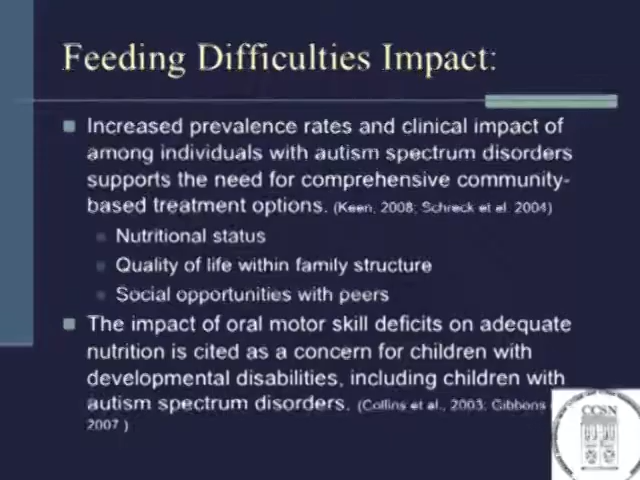 Feeding Difficulties Impact:
Increased prevalence rates and clinical impact of
among individuals with autism spectrum disorders
supports the need for comprehensive community-
based treatment options. (Keen, 2008; Schreck et al. 2004)
Nutritional status
Quality of life within family structure
Social opportunities with peers
The impact of oral motor skill deficits on adequate
nutrition is cited as a concern for children with
developmental disabilities, including children with
autism spectrum disorders. (Collins et al., 2003; Gibbons
2007 )
CCSN